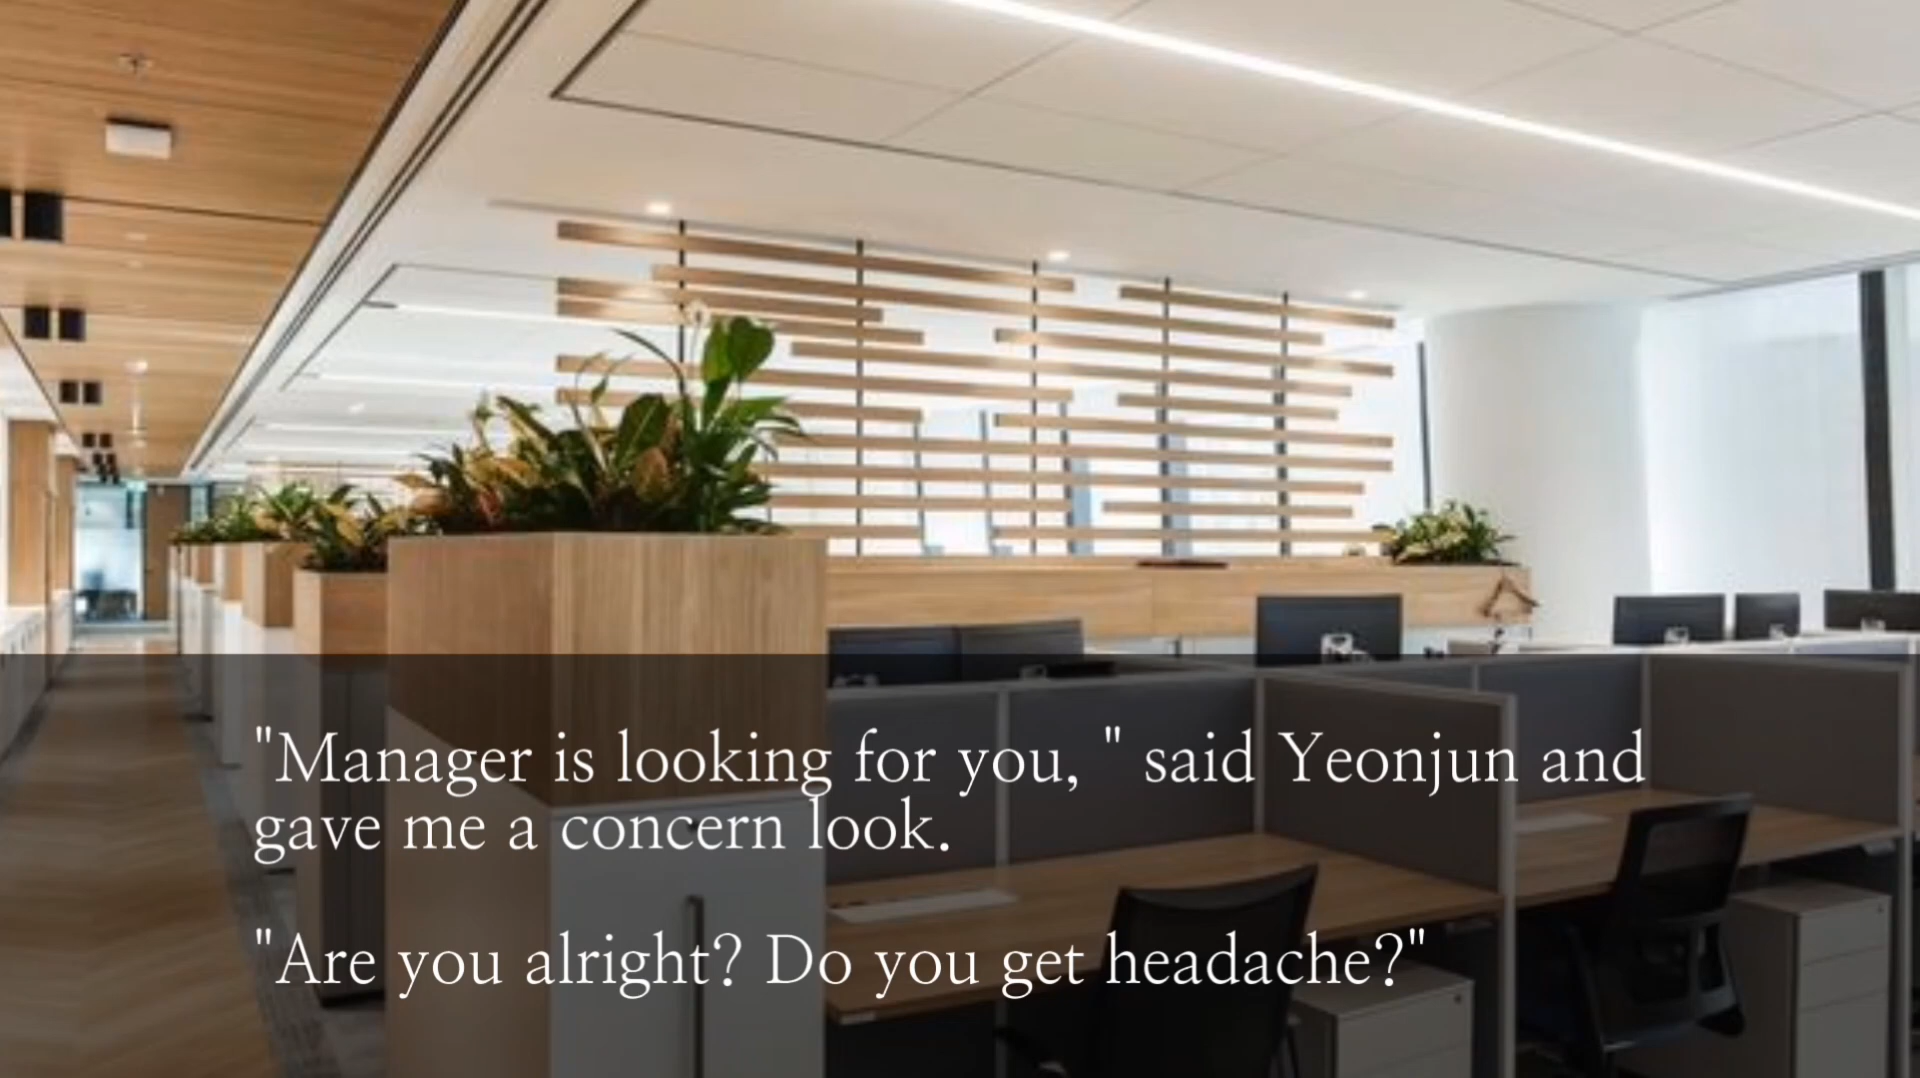 "Manager is looking for you, " said Yeonjun and
gave me a concern look.
"Are you alright? Do you get headache?"